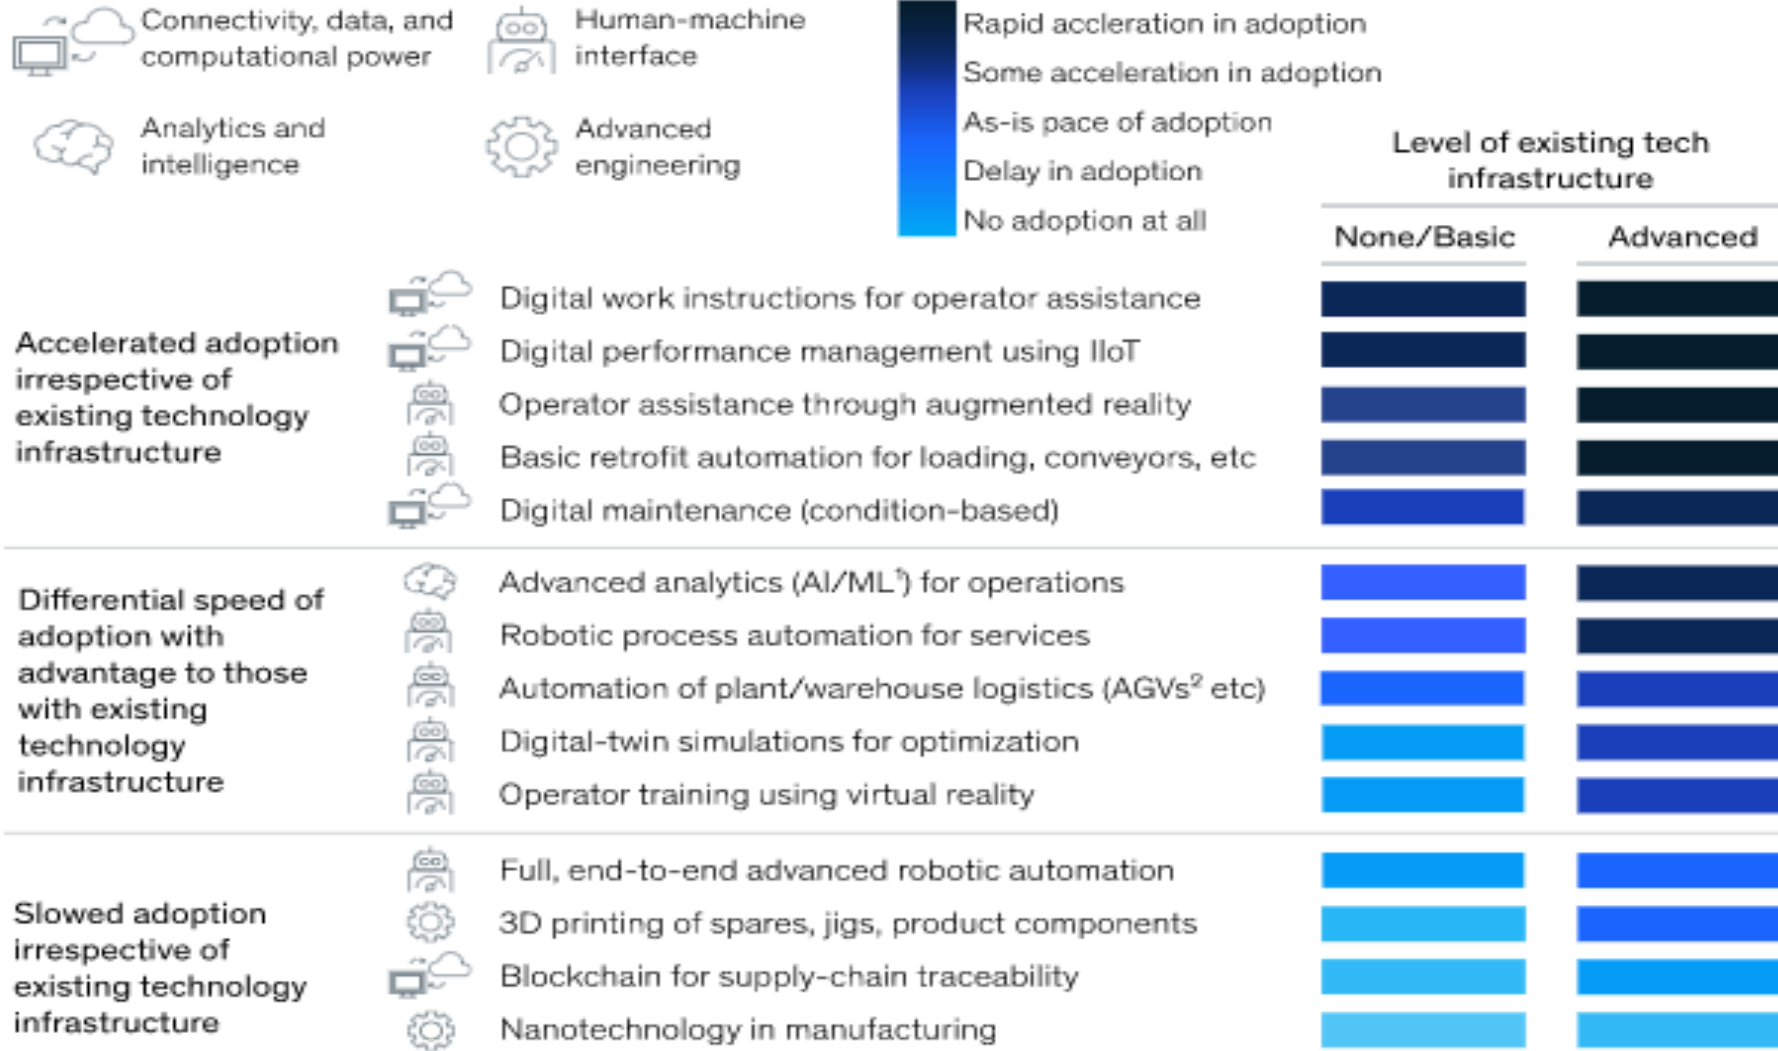 Connectivity, data, and
computational power
Human-machine
interface
Analytics and
intelligence
Advanced
engineering
Rapid accleration in adoption
Some acceleration in adoption
As-is pace of adoption
Delay in adoption
No adoption at all
Level of existing tech
infrastructure
None/Basic
Advanced
Accelerated adoption
irrespective of
existing technology
infrastructure
Digital work instructions for operator assistance
Digital performance management using IIoT
Operator assistance through augmented reality
Basic retrofit automation for loading, conveyors, etc
Digital maintenance (condition-based)
Differential speed of
adoption with
advantage to those
with existing
technology
infrastructure
Advanced analytics (AI/ML¹) for operations
Robotic process automation for services
Automation of plant/warehouse logistics (AGVs² etc)
Digital-twin simulations for optimization
Operator training using virtual reality
Slowed adoption
irrespective of
existing technology
infrastructure
Full, end-to-end advanced robotic automation
3D printing of spares, jigs, product components
Blockchain for supply-chain traceability
Nanotechnology in manufacturing